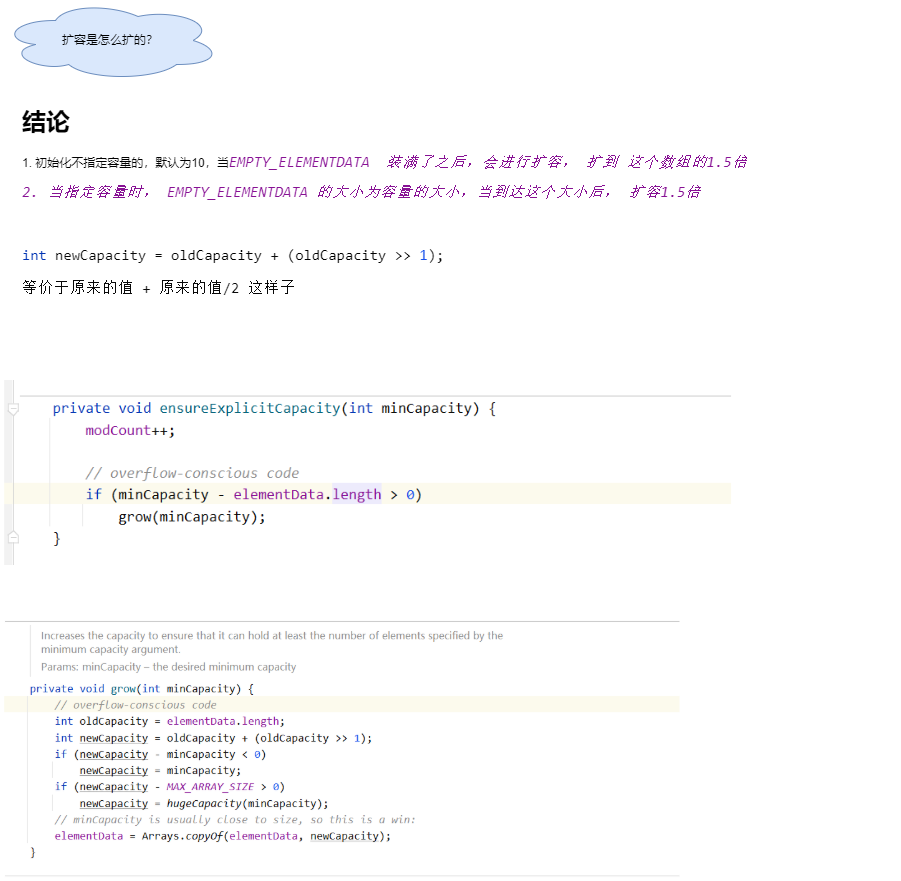 扩容是怎么扩的？
结论
1. 初始化不指定容量的，默认为10，当EMPTY_ELEMENTDATA 装满了之后，会进行扩容， 扩到 这个数组的1.5倍
2. 当指定容量时， EMPTY_ELEMENTDATA 的大小为容量的大小，当到达这个大小后， 扩容1.5倍
int newCapacity = oldCapacity + (oldCapacity >> 1);
等价于原来的值 + 原来的值/2 这样子
private void ensureExplicitCapacity(int minCapacity) {
modCount++;
// overflow-conscious code
if (minCapacity - elementData.length > 0)
grow(minCapacity);
}
Increases the capacity to ensure that it can hold at least the number of elements specified by the
minimum capacity argument.
Params: minCapacity – the desired minimum capacity
private void grow(int minCapacity) {
// overflow-conscious code
int oldCapacity = elementData.length;
int newCapacity = oldCapacity + (oldCapacity >> 1);
if (newCapacity - minCapacity < 0)
newCapacity = minCapacity;
if (newCapacity - MAX_ARRAY_SIZE > 0)
newCapacity = hugeCapacity(minCapacity);
// minCapacity is usually close to size, so this is a win:
elementData = Arrays.copyOf(elementData, newCapacity);
}